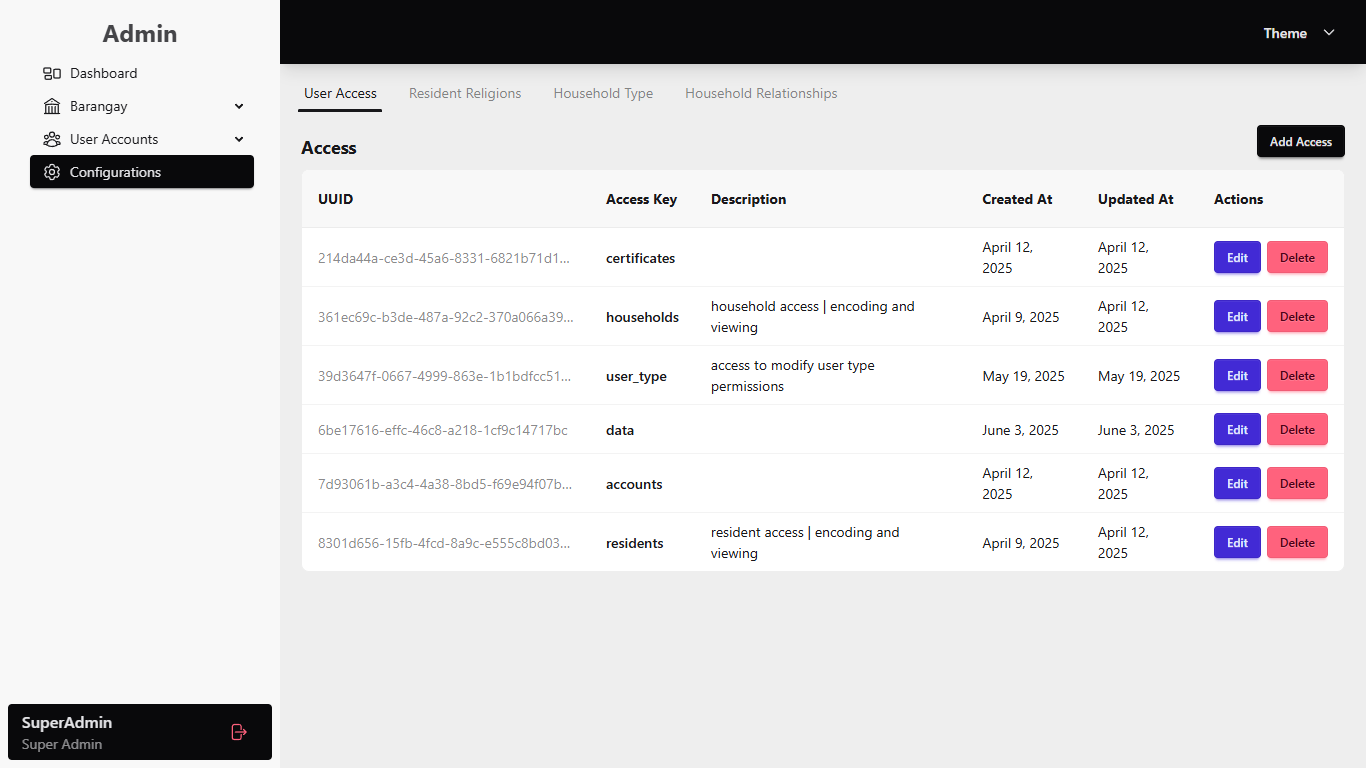 Admin
Dashboard
Barangay
User Accounts
Configurations
SuperAdmin
Super Admin
Theme
User Access Resident Religions Household Type Household Relationships
Access
Add Access
UUID Access Key Description Created At Updated At Actions
214da44a-ce3d-45a6-8331-6821b71d1... certificates April 12, 2025 April 12, 2025 Edit Delete
361ec69c-b3de-487a-92c2-370a066a39... households household access | encoding and viewing April 9, 2025 April 12, 2025 Edit Delete
39d3647f-0667-4999-863e-1b1bdfcc51... user_type access to modify user type permissions May 19, 2025 May 19, 2025 Edit Delete
6be17616-effc-46c8-a218-1cf9c14717bc data June 3, 2025 June 3, 2025 Edit Delete
7d93061b-a3c4-4a38-8bd5-f69e94f07b... accounts April 12, 2025 April 12, 2025 Edit Delete
8301d656-15fb-4fcd-8a9c-e555c8bd03... residents resident access | encoding and viewing April 9, 2025 April 12, 2025 Edit Delete